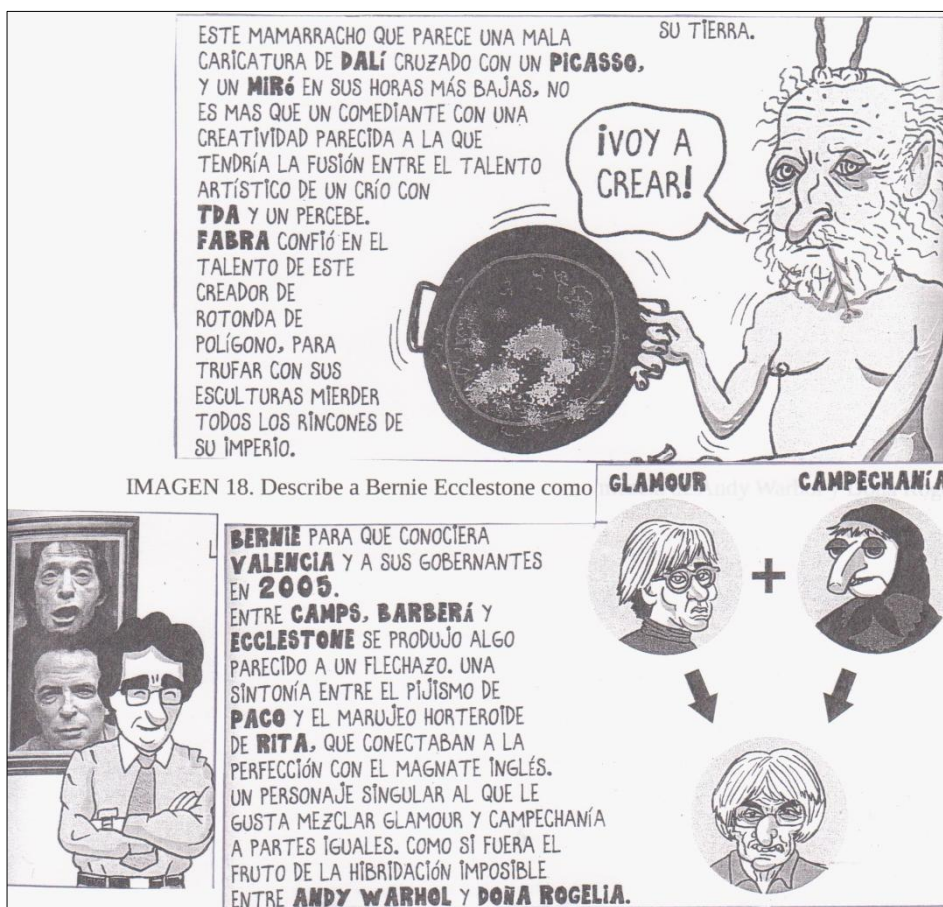 ESTE MAMARRACHO QUE PARECE UNA MALA
CARICATURA DE DALÍ CRUZADO CON UN PICASSO,
Y UN MIRÓ EN SUS HORAS MÁS BAJAS, NO
ES MAS QUE UN COMEDIANTE CON UNA
CREATIVIDAD PARECIDA A LA QUE
TENDRÍA LA FUSIÓN ENTRE EL TALENTO
ARTÍSTICO DE UN CRÍO CON
TDA Y UN PERCEBE.
FABRA CONFIÓ EN EL
TALENTO DE ESTE
CREADOR DE
ROTONDA DE
POLÍGONO, PARA
TRUFAR CON SUS
ESCULTURAS MIERDER
TODOS LOS RINCONES DE
SU IMPERIO.
SU TIERRA.
¡VOY A
CREAR!
IMAGEN 18. Describe a Bernie Ecclestone como
GLAMOUR
CAMPECHANÍA
+
BERNIE PARA QUE CONOCIERA
VALENCIA Y A SUS GOBERNANTES
EN 2005.
ENTRE CAMPS, BARBERÁ Y
ECCLESTONE SE PRODUJO ALGO
PARECIDO A UN FLECHAZO. UNA
SINTONÍA ENTRE EL PIJISMO DE
PACO Y EL MARUJEO HORTEROIDE
DE RITA, QUE CONECTABAN A LA
PERFECCIÓN CON EL MAGNATE INGLÉS.
UN PERSONAJE SINGULAR AL QUE LE
GUSTA MEZCLAR GLAMOUR Y CAMPECHANÍA
A PARTES IGUALES. COMO SI FUERA EL
FRUTO DE LA HIBRIDACIÓN IMPOSIBLE
ENTRE ANDY WARHOL Y DOÑA ROGELIA.